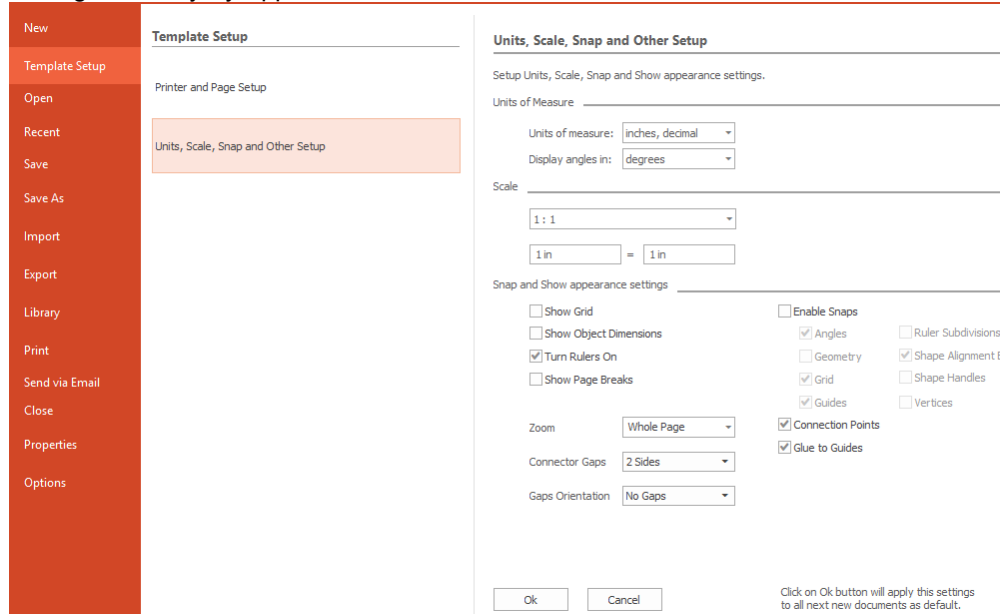 New
Template Setup
Open
Recent
Save
Save As
Import
Export
Library
Print
Send via Email
Close
Properties
Options
Template Setup
Printer and Page Setup
Units, Scale, Snap and Other Setup
Units, Scale, Snap and Other Setup
Setup Units, Scale, Snap and Show appearance settings.
Units of Measure
Units of measure: inches, decimal
Display angles in: degrees
Scale
1 : 1
1 in = 1 in
Snap and Show appearance settings
Show Grid
Show Object Dimensions
Turn Rulers On
Show Page Breaks
Zoom Whole Page
Connector Gaps 2 Sides
Gaps Orientation No Gaps
Enable Snaps
Angles Ruler Subdivisions
Geometry Shape Alignment
Grid Shape Handles
Guides Vertices
Connection Points
Glue to Guides
Ok Cancel
Click on Ok button will apply this settings
to all next new documents as default.